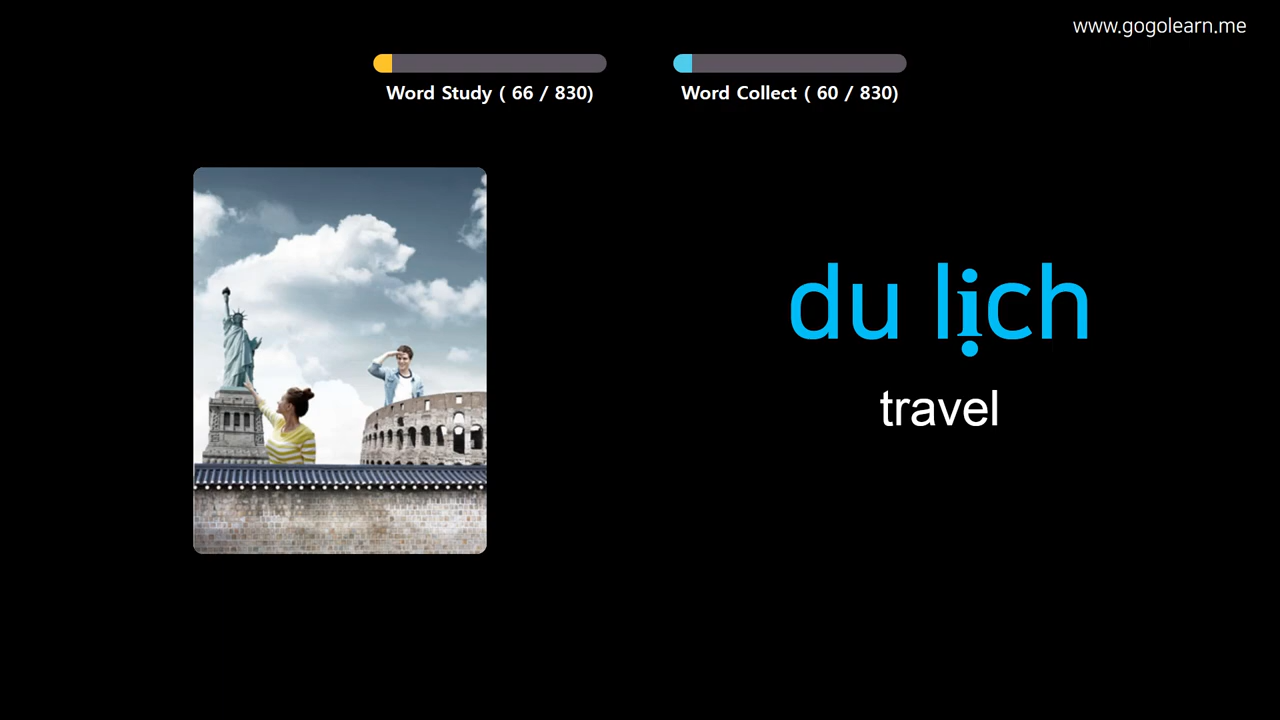 www.gogolearn.me
Word Study ( 66 / 830)
Word Collect ( 60 / 830)
du lịch
travel